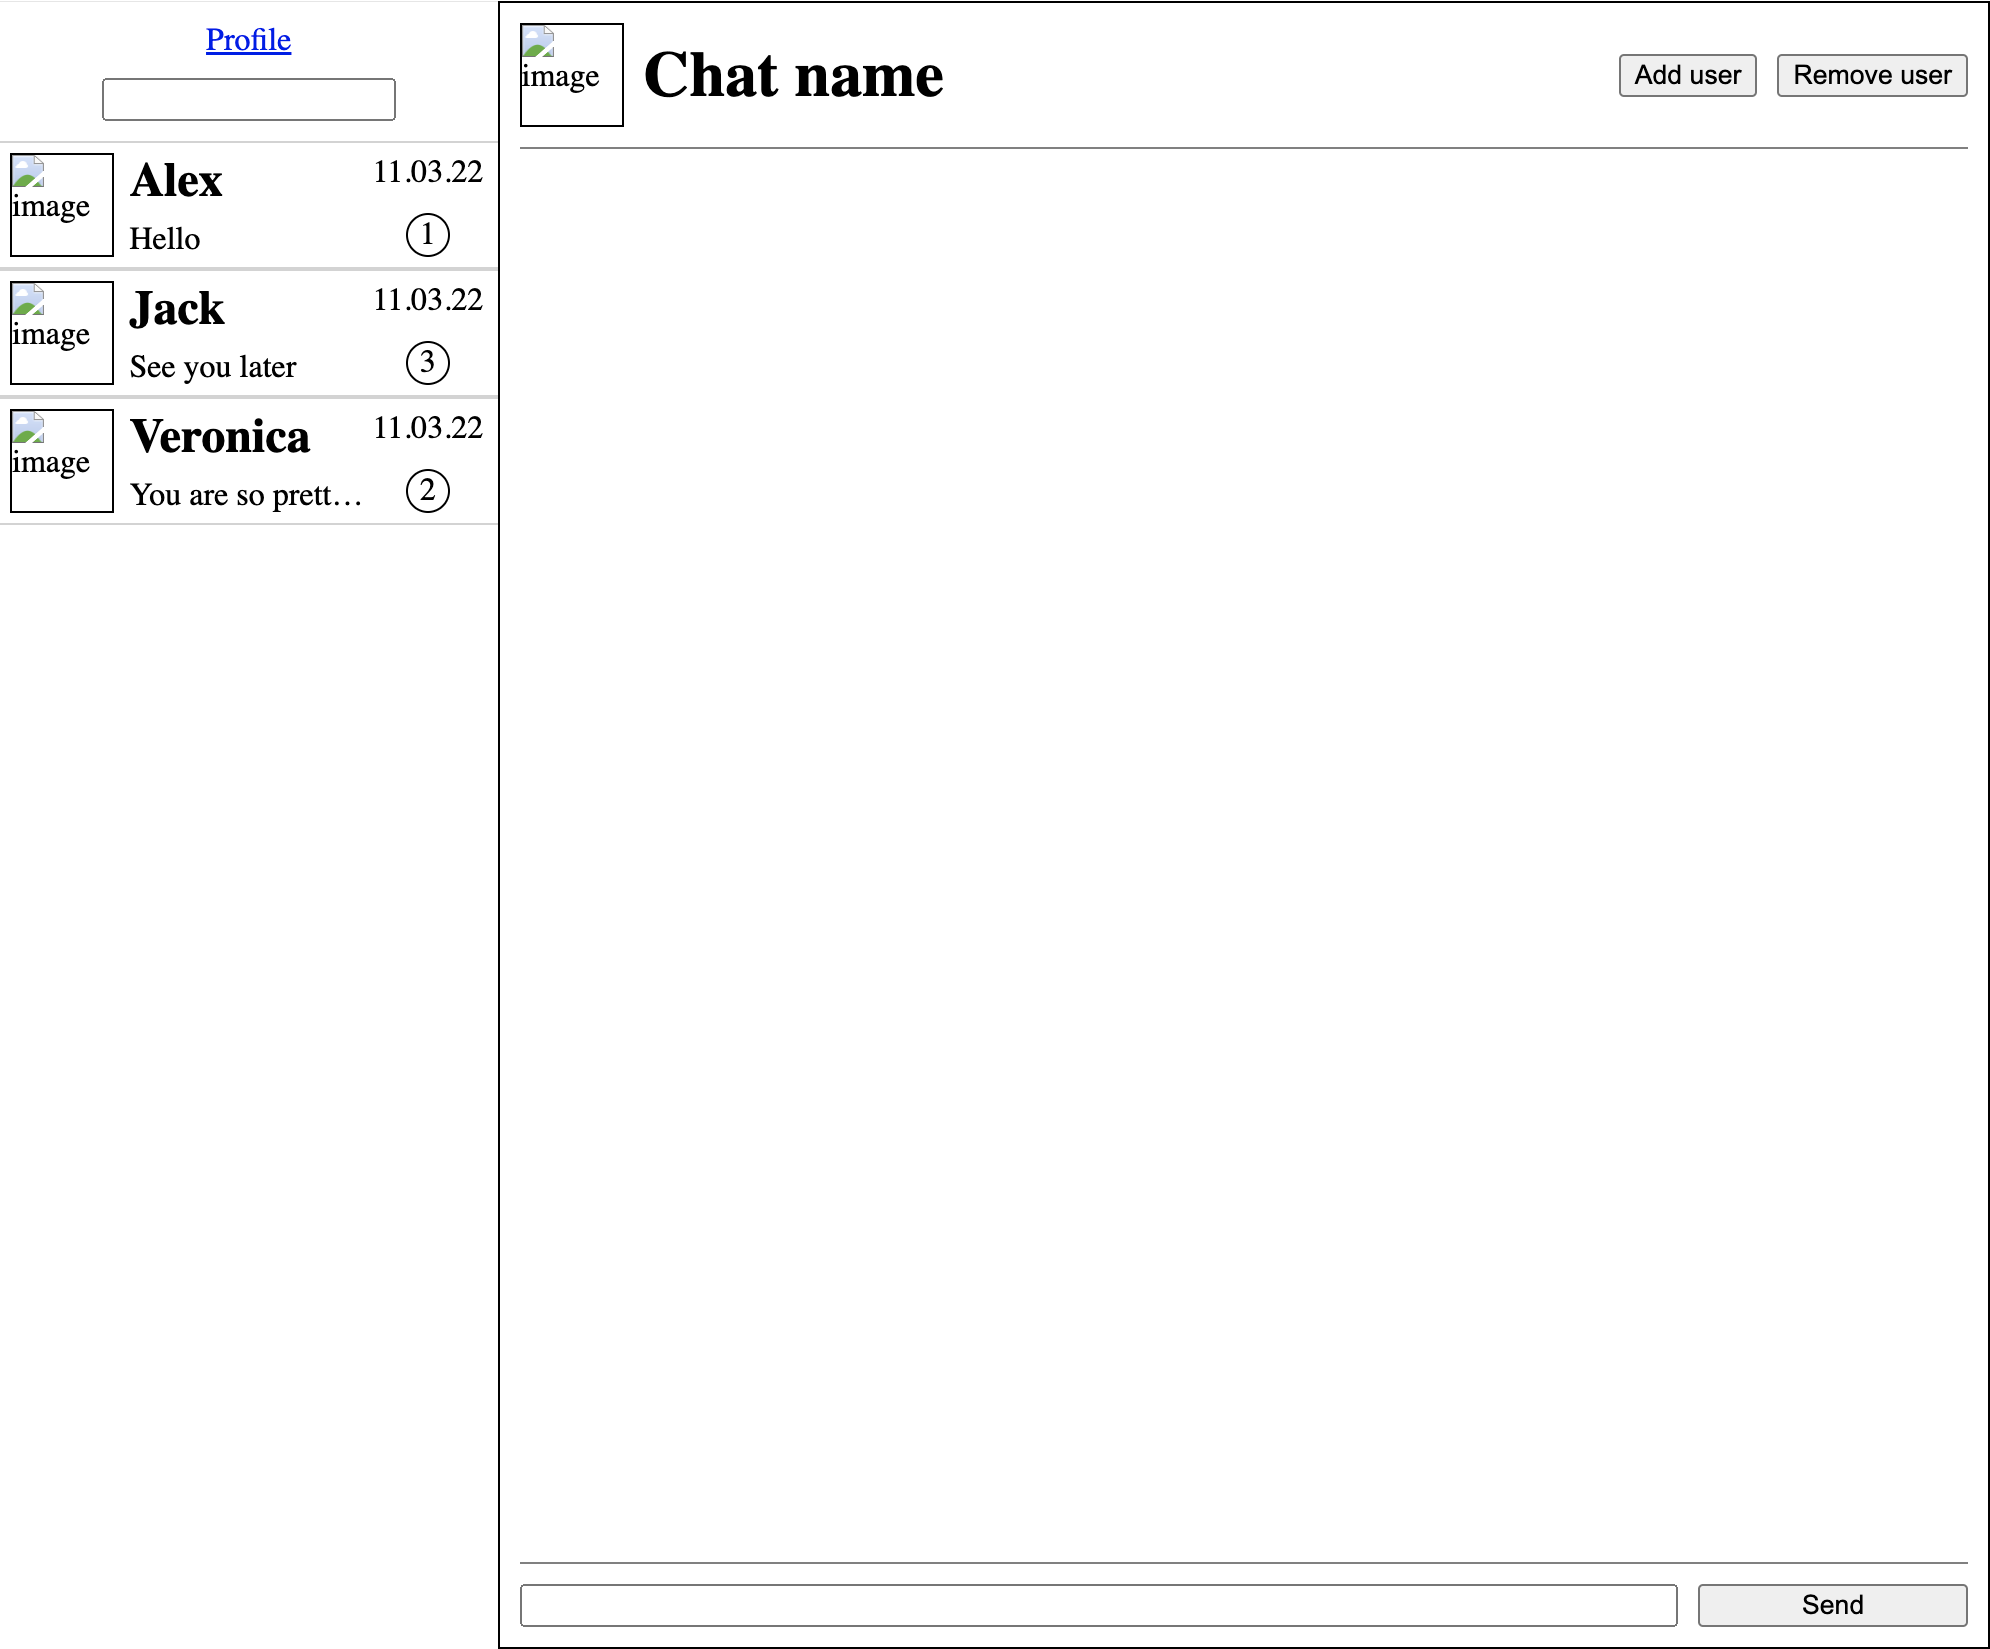 Profile
image
Alex
11.03.22
Hello
1
image
Jack
11.03.22
See you later
3
image
Veronica
11.03.22
You are so prett…
2
image
Chat name
Add user
Remove user
Send